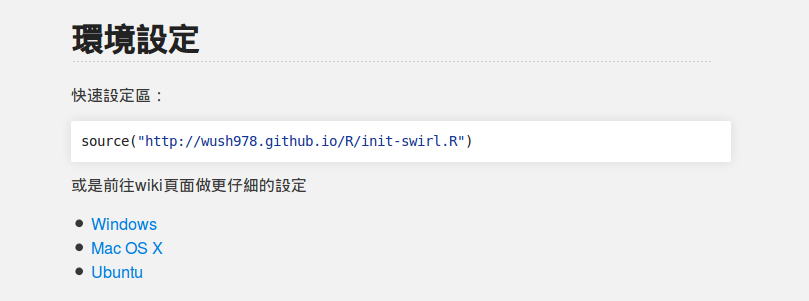 環境設定
快速設定區：
source("http://wush978.github.io/R/init-swirl.R")
或是前往wiki頁面做更仔細的設定
Windows
Mac OS X
Ubuntu